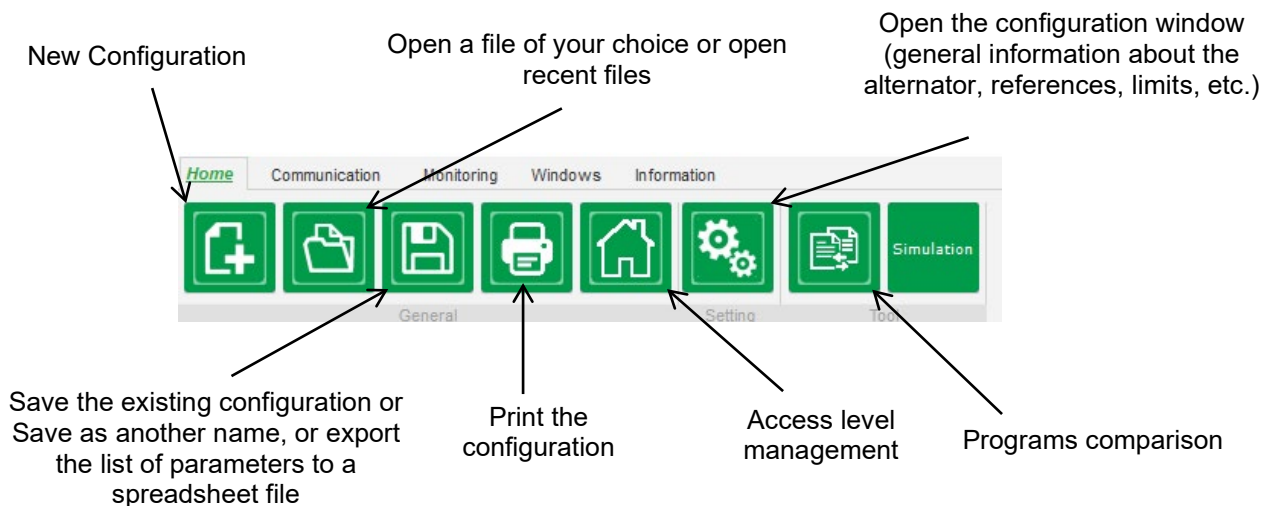 New Configuration
Open a file of your choice or open
recent files
Open the configuration window
(general information about the
alternator, references, limits, etc.)
Home Communication Monitoring Windows Information
Simulation
General Setting Tool
Save the existing configuration or
Save as another name, or export
the list of parameters to a
spreadsheet file
Print the
configuration
Access level
management
Programs comparison